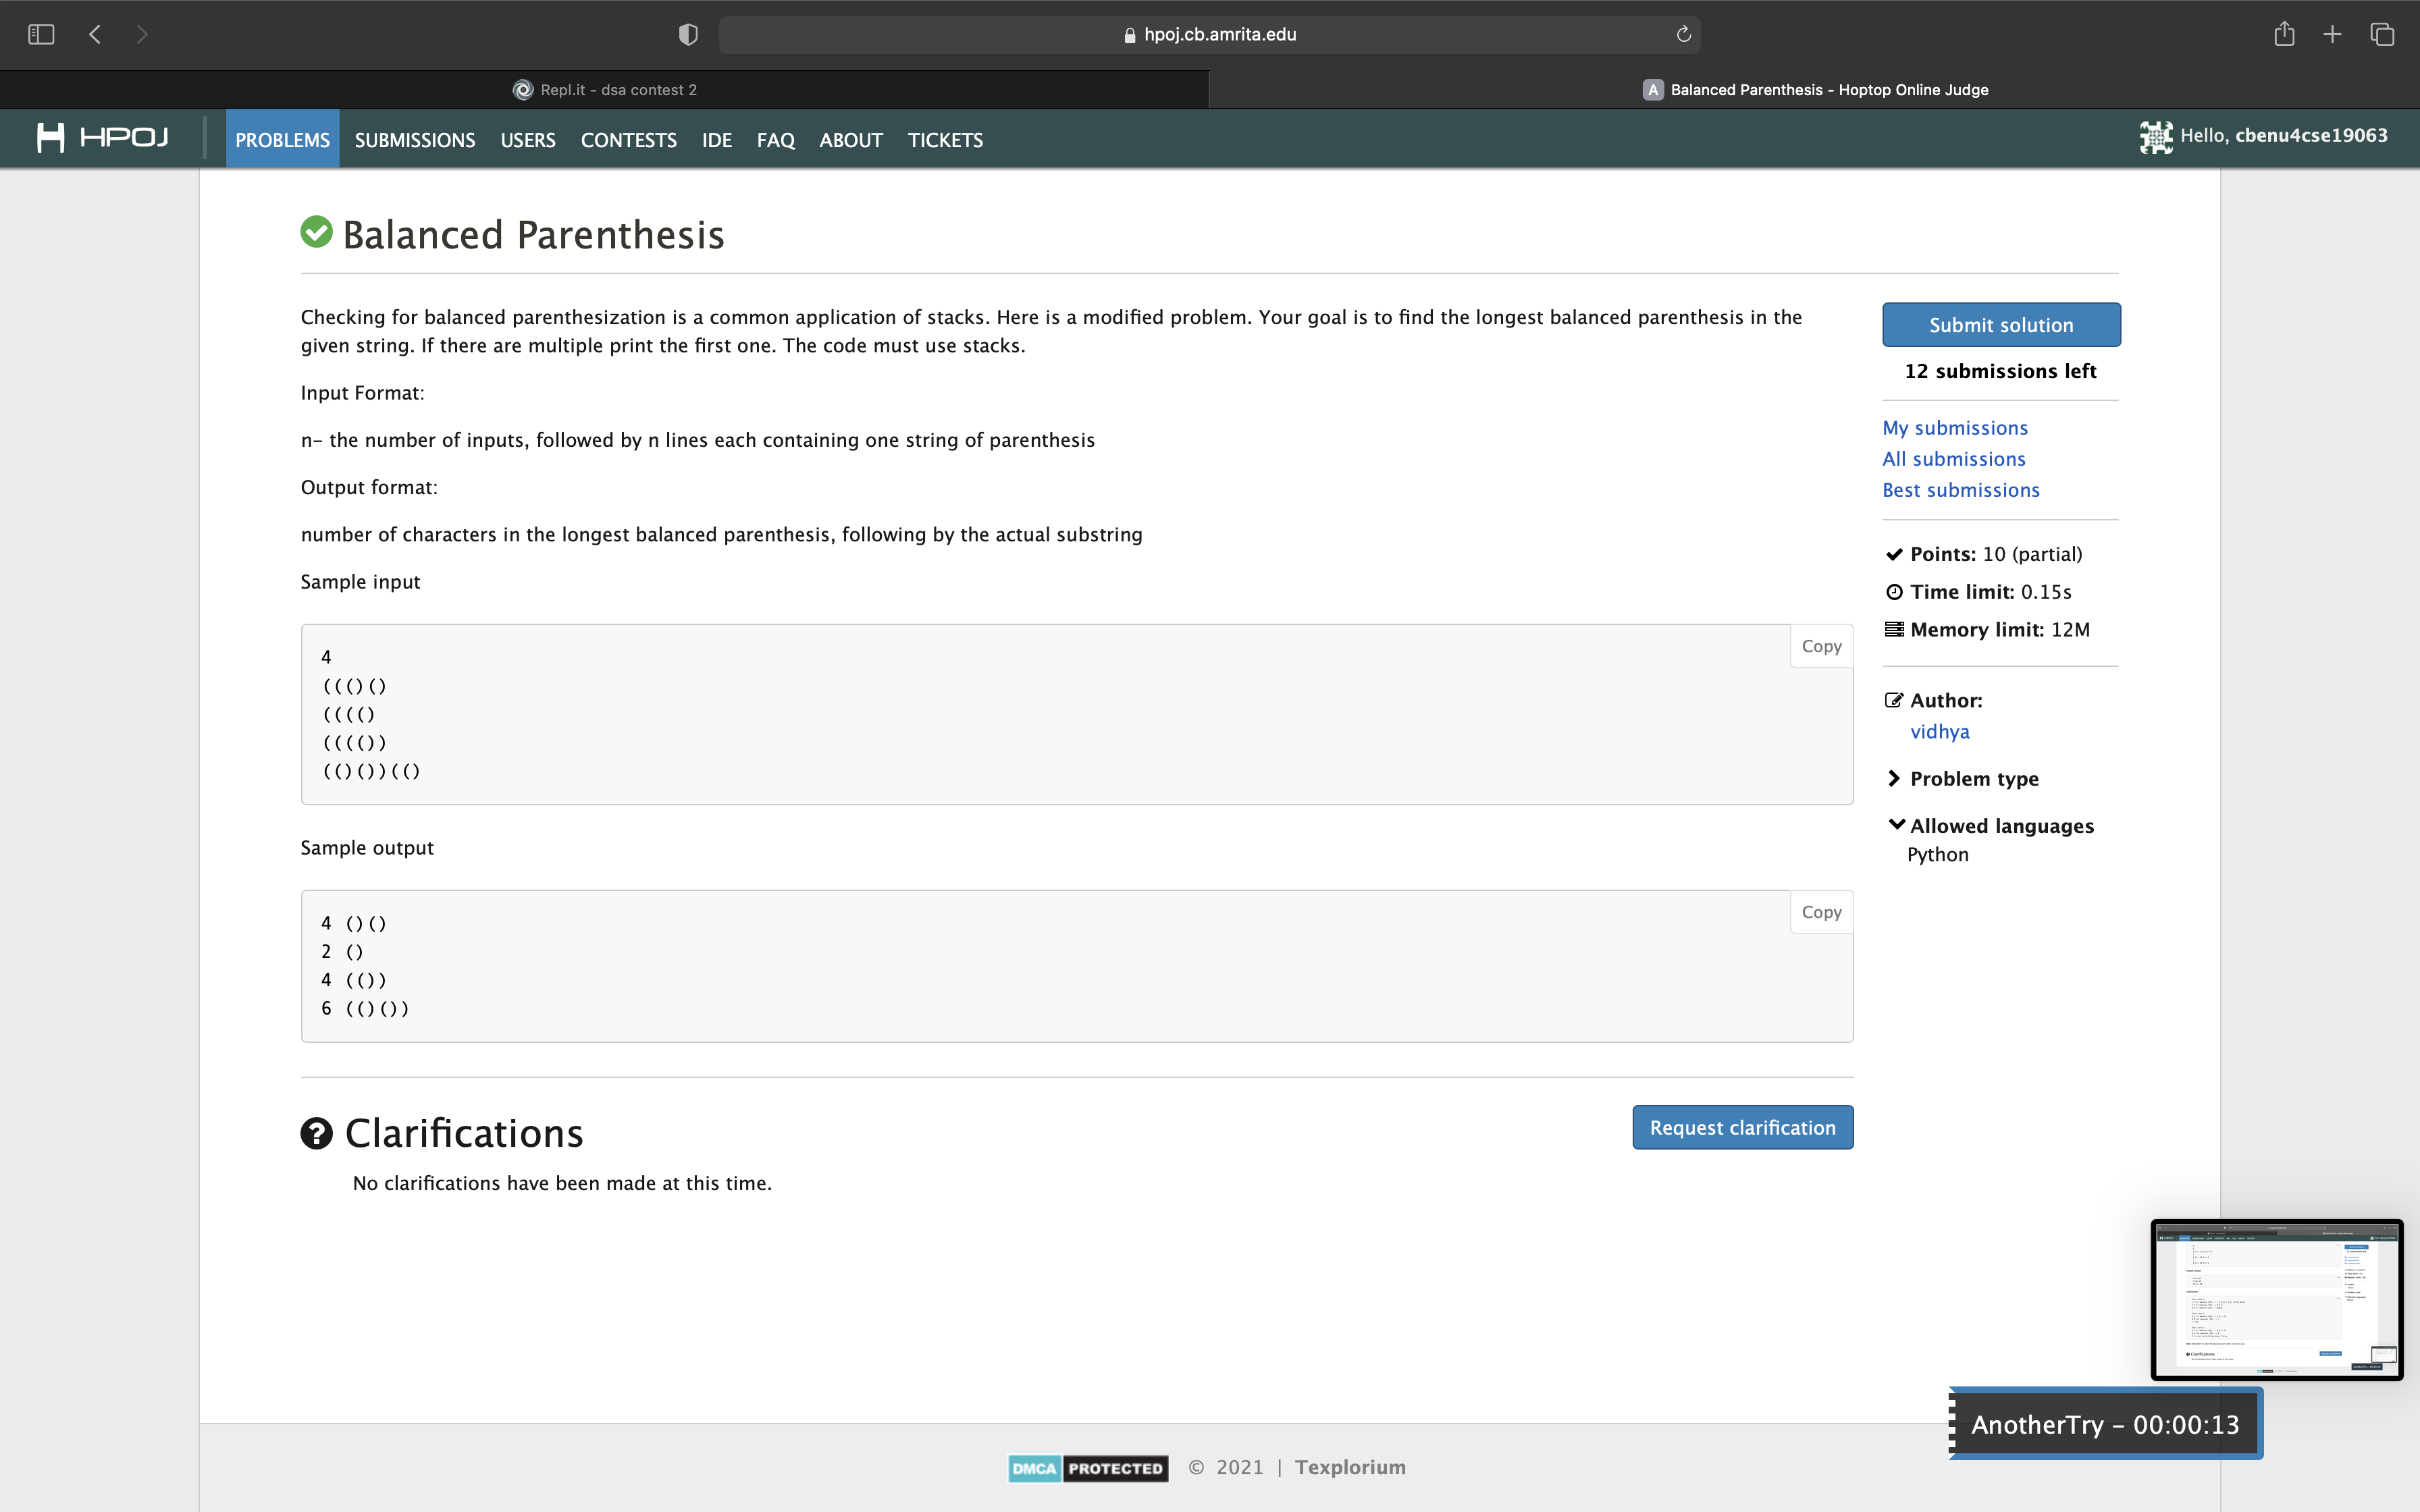 hpoj.cb.amrita.edu
Repl.it - dsa contest 2
A Balanced Parenthesis - Hoptop Online Judge
H HPOJ PROBLEMS SUBMISSIONS USERS CONTESTS IDE FAQ ABOUT TICKETS Hello, cbenu4cse19063
Balanced Parenthesis
Checking for balanced parenthesization is a common application of stacks. Here is a modified problem. Your goal is to find the longest balanced parenthesis in the
given string. If there are multiple print the first one. The code must use stacks.
Input Format:
n- the number of inputs, followed by n lines each containing one string of parenthesis
Output format:
number of characters in the longest balanced parenthesis, following by the actual substring
Sample input
Copy
4
((()()
(((()
(((())
(()())(()
Sample output
Copy
4 ()()
2 ()
4 (())
6 (()())
Clarifications
Request clarification
No clarifications have been made at this time.
Submit solution
12 submissions left
My submissions
All submissions
Best submissions
Points: 10 (partial)
Time limit: 0.15s
Memory limit: 12M
Author:
vidhya
Problem type
Allowed languages
Python
AnotherTry - 00:00:13
DMCA PROTECTED © 2021 | Texplorium